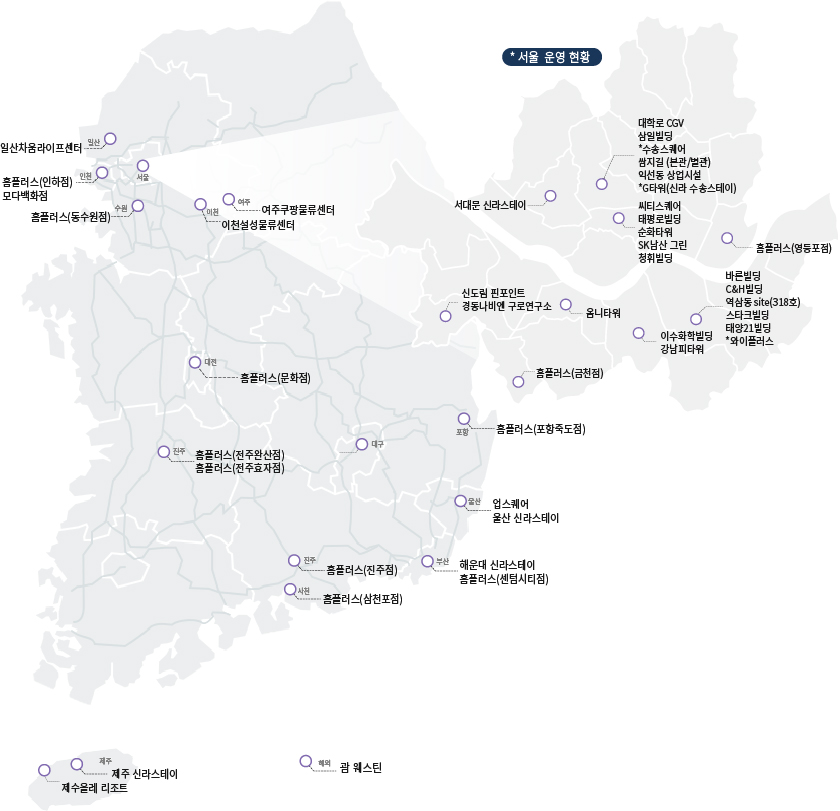 * 서울 운영 현황
대학로 CGV
삼일빌딩
*수송스퀘어
쌈지길 (본관/별관)
익선동 상업시설
*G타워(신라 수송스테이)
서대문 신라스테이
씨티스퀘어
태평로빌딩
순화타워
SK남산 그린
청휘빌딩
홈플러스(영등포점)
바른빌딩
C&H빌딩
역삼동 site(318호)
스타크빌딩
태양21빌딩
*와이플러스
신도림 핀포인트
경동나비엔 구로연구소
옴니타워
이수화학빌딩
강남피타워
홈플러스(금천점)
일산
일산차움라이프센터
인천
홈플러스(인하점)
모다백화점
서울
수원
홈플러스(동수원점)
이천
이천설성물류센터
여주
여주쿠팡물류센터
대전
홈플러스(문화점)
진주
홈플러스(전주완산점)
홈플러스(전주효자점)
대구
포항
홈플러스(포항죽도점)
울산
업스퀘어
울산 신라스테이
부산
해운대 신라스테이
홈플러스(센텀시티점)
진주
홈플러스(진주점)
사천
홈플러스(삼천포점)
제주
제주 신라스테이
제수올레 리조트
해외
괌 웨스틴